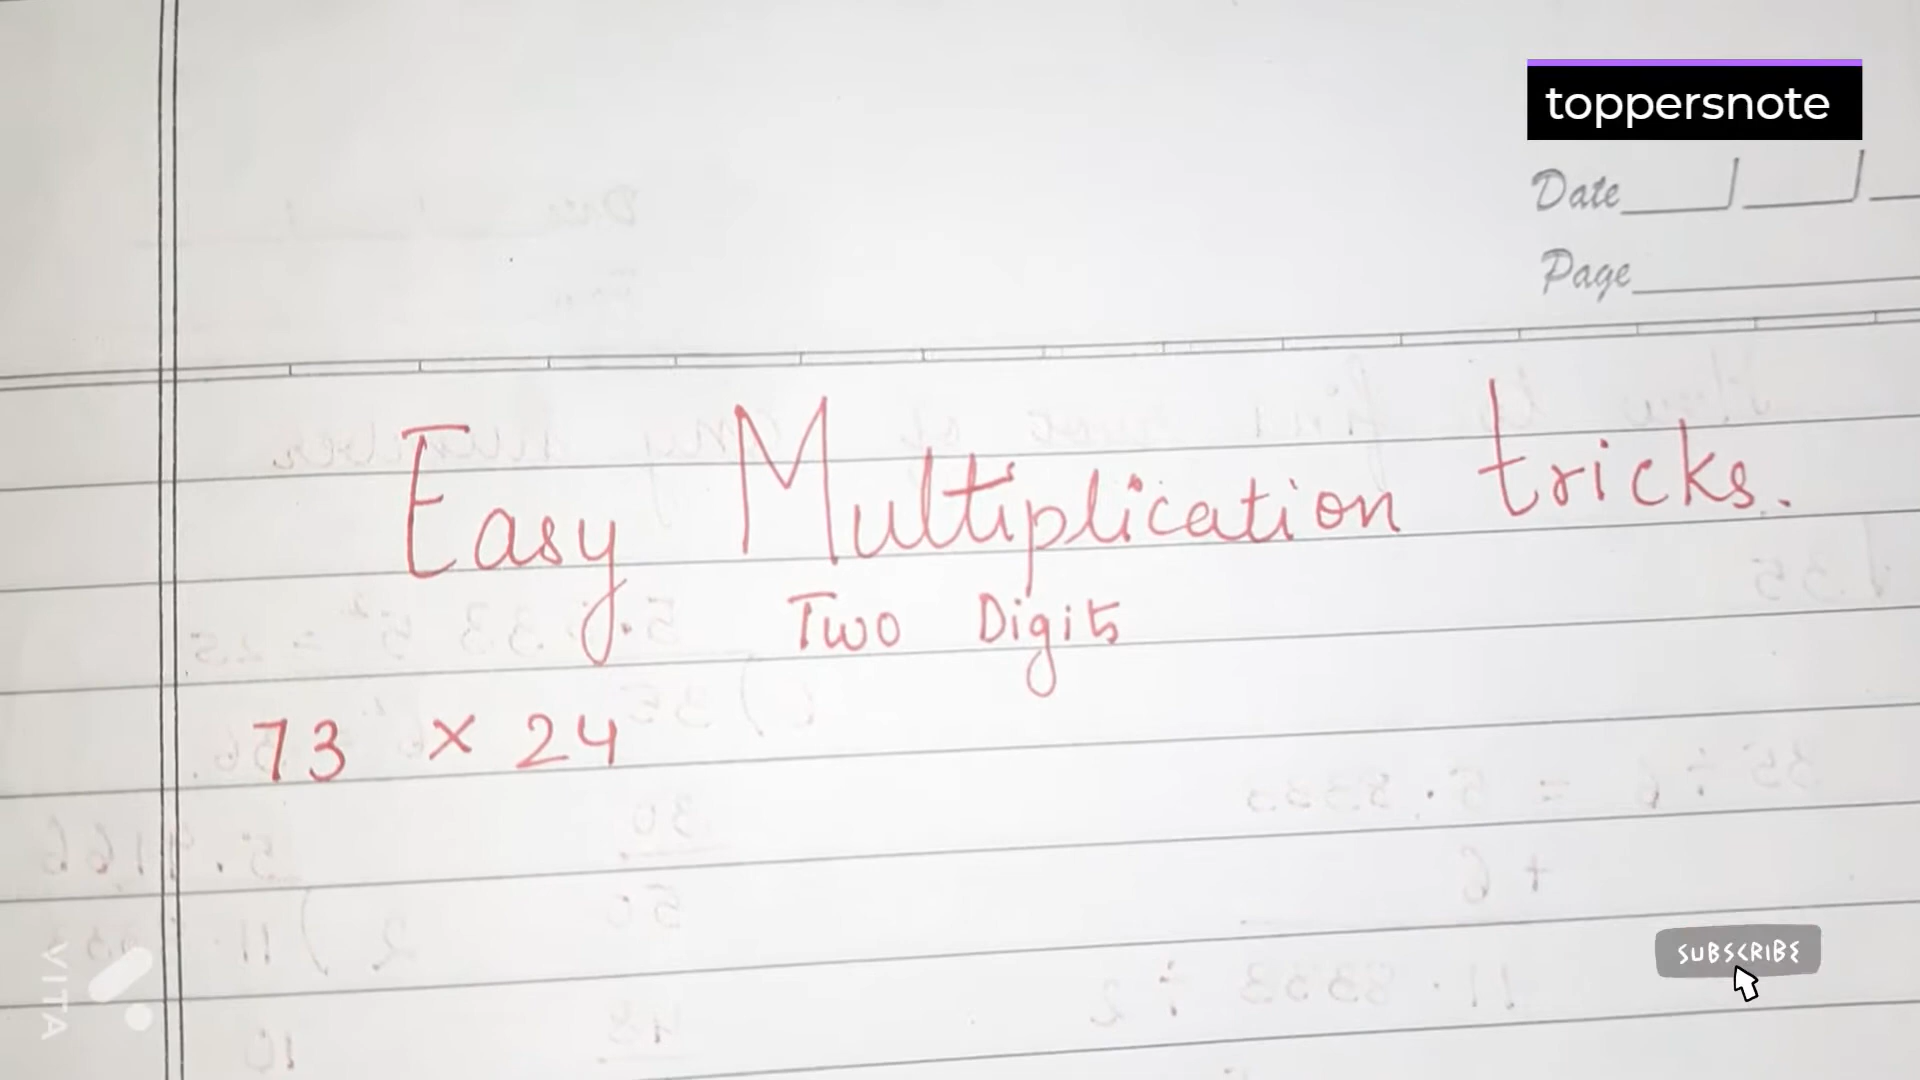 toppersnote
Date
Page
Easy Multiplication tricks.
Two Digits
73 × 24
SUBSCRIBE
VITA